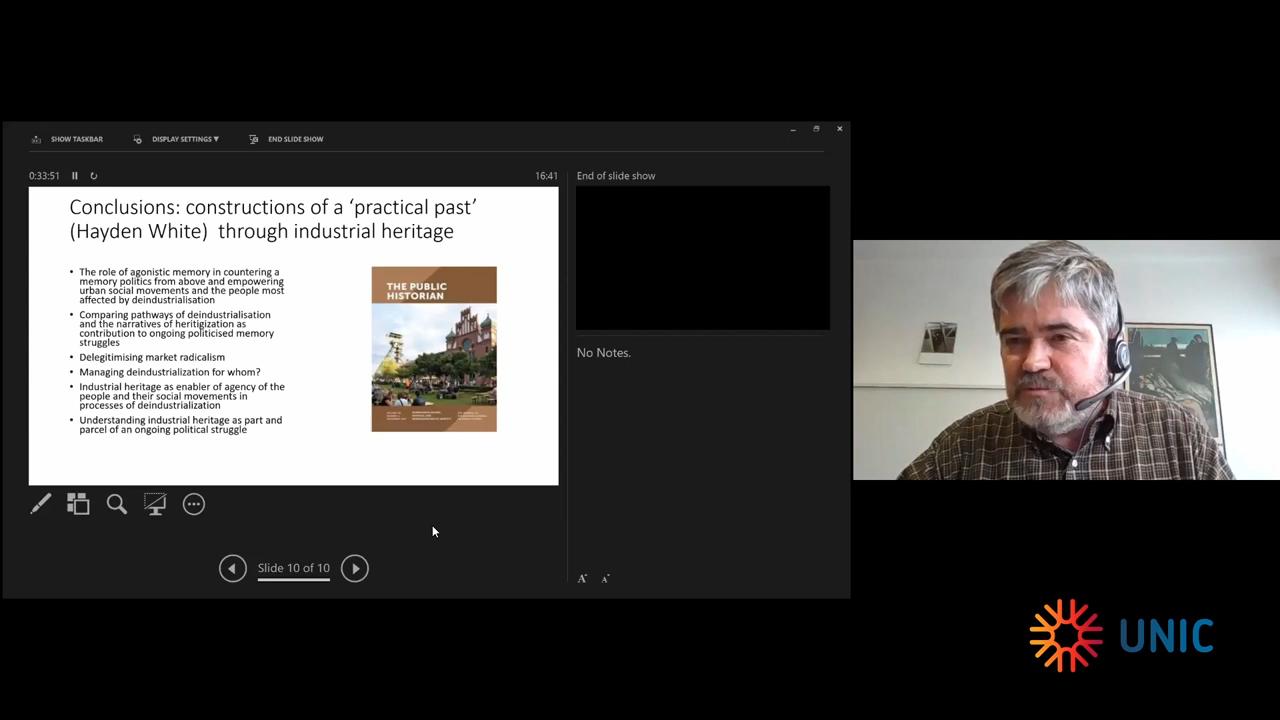 SHOW TASKBAR
DISPLAY SETTINGS ▼
END SLIDE SHOW
0:33:51
16:41
End of slide show
Conclusions: constructions of a ‘practical past’
(Hayden White) through industrial heritage
• The role of agonistic memory in countering a
memory politics from above and empowering
urban social movements and the people most
affected by deindustrialisation
• Comparing pathways of deindustrialisation
and the narratives of heritigization as
contribution to ongoing politicised memory
struggles
• Delegitimising market radicalism
• Managing deindustrialization for whom?
• Industrial heritage as enabler of agency of the
people and their social movements in
processes of deindustrialization
• Understanding industrial heritage as part and
parcel of an ongoing political struggle
THE PUBLIC
HISTORIAN
No Notes.
Slide 10 of 10
A A
UNIC